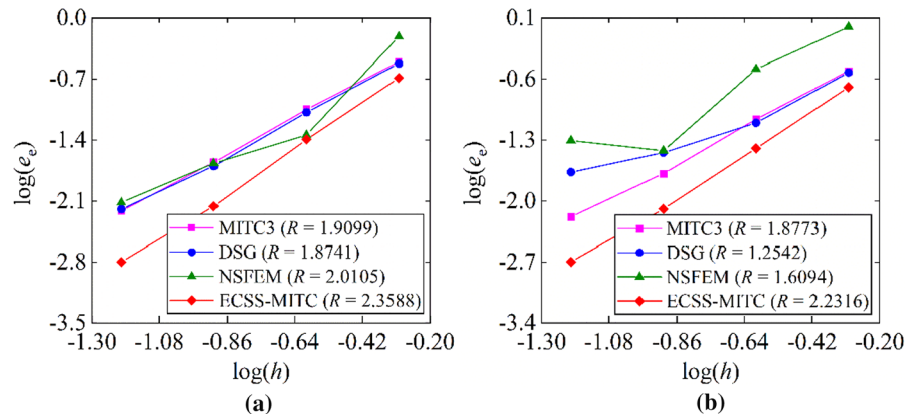 0.0
-0.7
-1.4
-2.1
-2.8
-3.5
log(e_e)
MITC3 (R = 1.9099)
DSG (R = 1.8741)
NSFEM (R = 2.0105)
ECSS-MITC (R = 2.3588)
-1.30 -1.08 -0.86 -0.64 -0.42 -0.20
log(h)
(a)
0.1
-0.6
-1.3
-2.0
-2.7
-3.4
log(e_e)
MITC3 (R = 1.8773)
DSG (R = 1.2542)
NSFEM (R = 1.6094)
ECSS-MITC (R = 2.2316)
-1.30 -1.08 -0.86 -0.64 -0.42 -0.20
log(h)
(b)